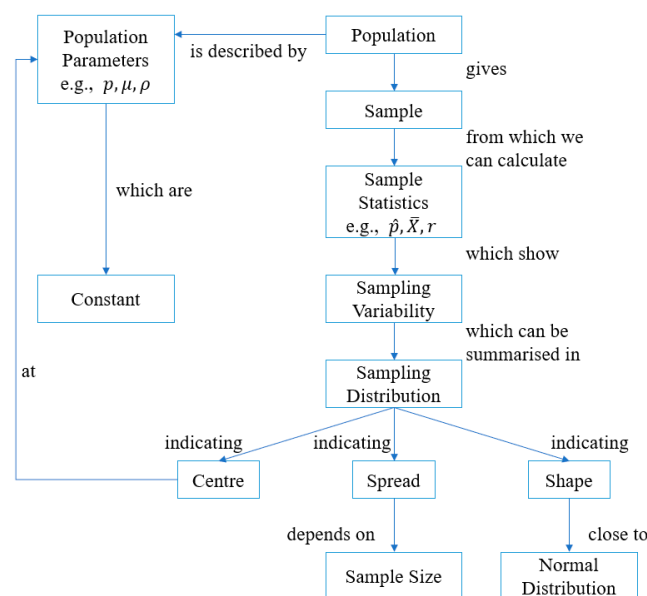 Population
Parameters
e.g., 𝑝, 𝜇, 𝜌
is described by
Population
gives
Sample
from which we
can calculate
Sample
Statistics
e.g., p̂, X̄, 𝑟
which are
which show
Constant
Sampling
Variability
which can be
summarised in
at
Sampling
Distribution
indicating
indicating
indicating
Centre
Spread
Shape
depends on
close to
Sample Size
Normal
Distribution